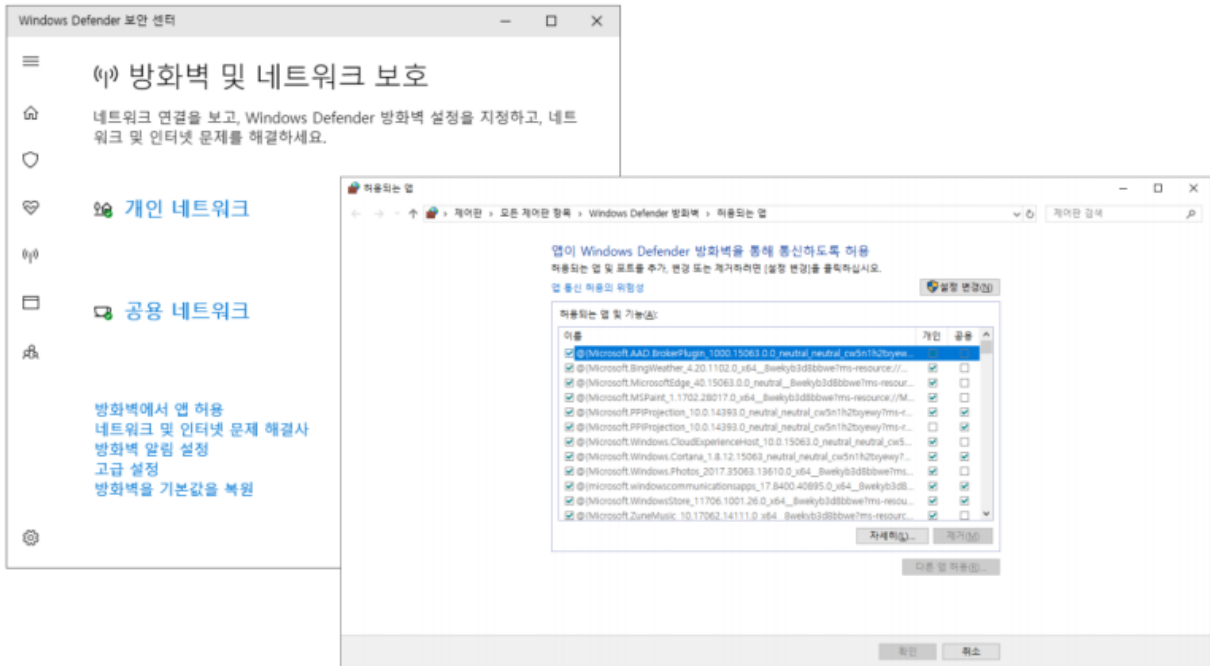 Windows Defender 보안 센터
방화벽 및 네트워크 보호
네트워크 연결을 보고, Windows Defender 방화벽 설정을 지정하고, 네트
워크 및 인터넷 문제를 해결하세요.
개인 네트워크
공용 네트워크
방화벽에서 앱 허용
네트워크 및 인터넷 문제 해결사
방화벽 알림 설정
고급 설정
방화벽을 기본값을 복원
허용되는 앱
제어판 › 모든 제어판 항목 › Windows Defender 방화벽 › 허용되는 앱
제어판 검색
앱이 Windows Defender 방화벽을 통해 통신하도록 허용
허용되는 앱 및 포트를 추가, 변경 또는 제거하려면 [설정 변경]을 클릭하십시오.
앱 통신 허용의 위험성
설정 변경(N)
허용되는 앱 및 기능(A):
이름 개인 공용
@{Microsoft.AAD.BrokerPlugin_1000.15063.0.0_neutral_neutral_cw5n1h2txyew...
@{Microsoft.BingWeather_4.20.1102.0_x64__8wekyb3d8bbwe?ms-resource://...
@{Microsoft.MicrosoftEdge_40.15063.0.0_neutral__8wekyb3d8bbwe?ms-resour...
@{Microsoft.MSPaint_1.1702.28017.0_x64__8wekyb3d8bbwe?ms-resource://M...
@{Microsoft.PPIProjection_10.0.14393.0_neutral_neutral_cw5n1h2txyewy?ms-r...
@{Microsoft.PPIProjection_10.0.14393.0_neutral_neutral_cw5n1h2txyewy?ms-r...
@{Microsoft.Windows.CloudExperienceHost_10.0.15063.0_neutral_neutral_cw5...
@{Microsoft.Windows.Cortana_1.8.12.15063_neutral_neutral_cw5n1h2txyewy?...
@{Microsoft.Windows.Photos_2017.35063.13610.0_x64__8wekyb3d8bbwe?ms...
@{microsoft.windowscommunicationsapps_17.8400.40895.0_x64__8wekyb3d8...
@{Microsoft.WindowsStore_11706.1001.26.0_x64__8wekyb3d8bbwe?ms-resou...
@{Microsoft.ZuneMusic_10.17062.14111.0_x64__8wekyb3d8bbwe?ms-resourc...
자세히(L)... 제거(M)
다른 앱 허용(R)...
확인 취소